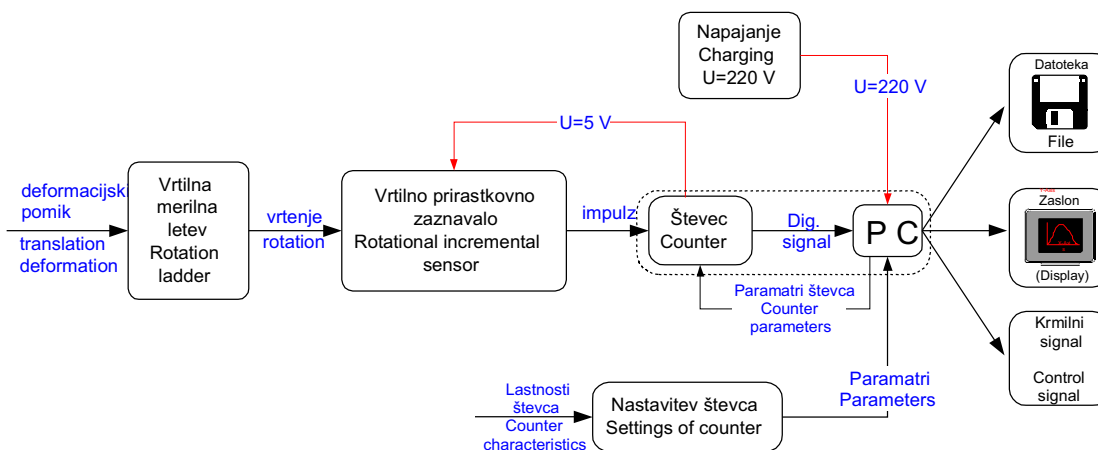 Napajanje
Charging
U=220 V
U=220 V
Datoteka
File
U=5 V
deformacijski
pomik
translation
deformation
Vrtilna
merilna
letev
Rotation
ladder
vrtenje
rotation
Vrtilno prirastkovno
zaznavalo
Rotational incremental
sensor
impulz
Števec
Counter
Dig.
signal
P C
Zaslon
(Display)
Paramatri števca
Counter
parameters
Krmilni
signal
Control
signal
Lastnosti
števca
Counter
characteristics
Nastavitev števca
Settings of counter
Paramatri
Parameters